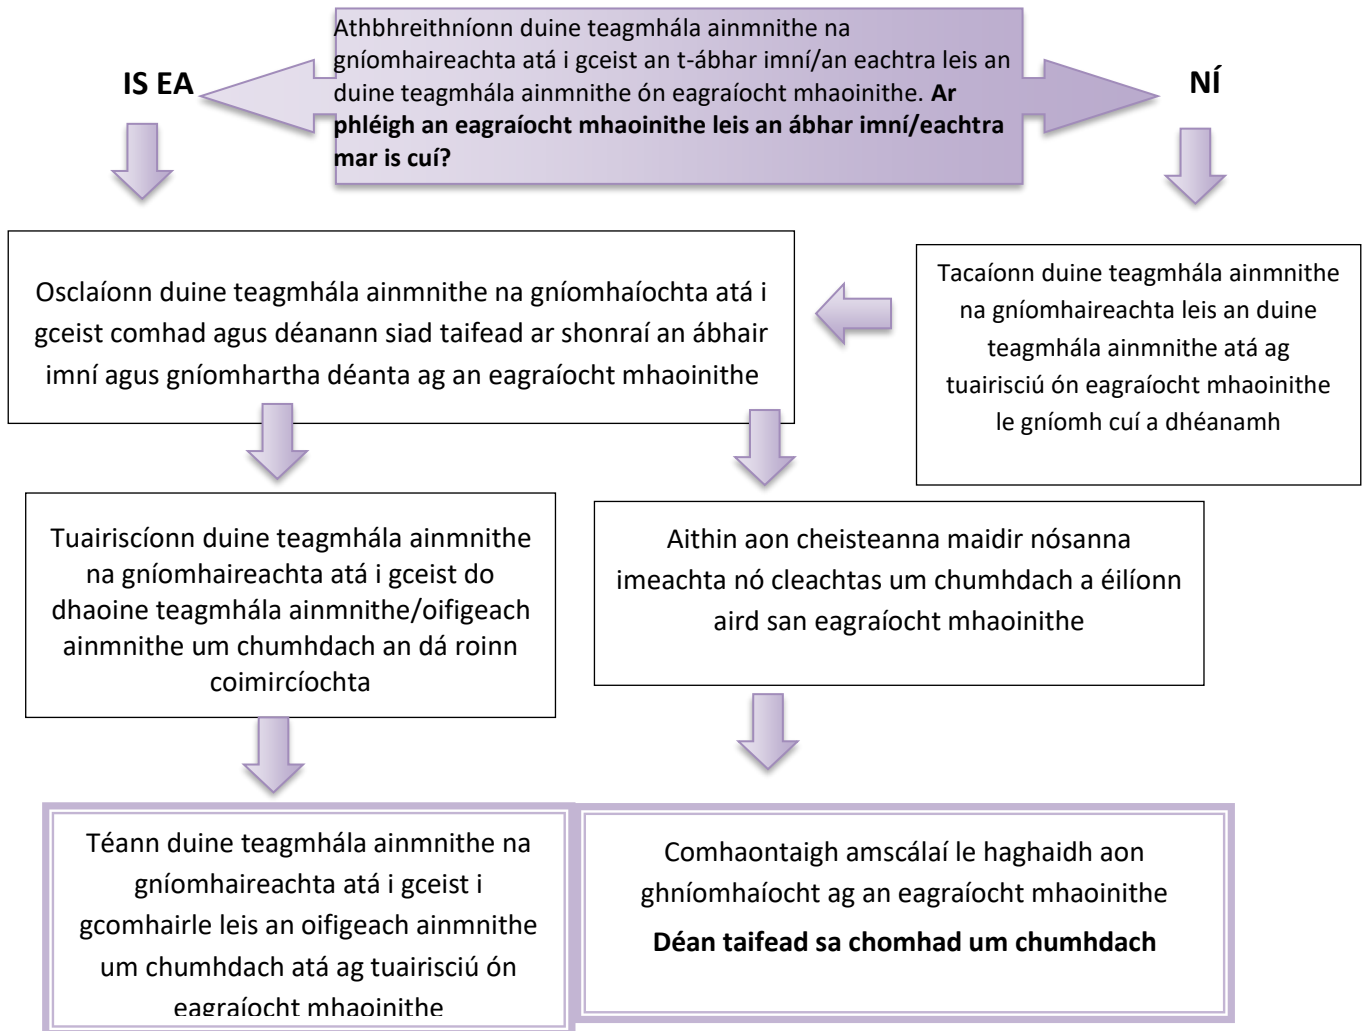 Athbhreithníonn duine teagmhála ainmnithe na
gníomhaireachta atá i gceist an t-ábhar imní/an eachtra leis an
duine teagmhála ainmnithe ón eagraíocht mhaoinithe. Ar
phléigh an eagraíocht mhaoinithe leis an ábhar imní/eachtra
mar is cuí?
IS EA
NÍ
Osclaíonn duine teagmhála ainmnithe na gníomhaíochta atá i
gceist comhad agus déanann siad taifead ar shonraí an ábhair
imní agus gníomhartha déanta ag an eagraíocht mhaoinithe
Tacaíonn duine teagmhála ainmnithe
na gníomhaireachta leis an duine
teagmhála ainmnithe atá ag
tuairisciú ón eagraíocht mhaoinithe
le gníomh cuí a dhéanamh
Tuairiscíonn duine teagmhála ainmnithe
na gníomhaireachta atá i gceist do
dhaoine teagmhála ainmnithe/oifigeach
ainmnithe um chumhdach an dá roinn
coimircíochta
Aithin aon cheisteanna maidir nósanna
imeachta nó cleachtas um chumhdach a éilíonn
aird san eagraíocht mhaoinithe
Téann duine teagmhála ainmnithe na
gníomhaireachta atá i gceist i
gcomhairle leis an oifigeach ainmnithe
um chumhdach atá ag tuairisciú ón
eagraíocht mhaoinithe
Comhaontaigh amscálaí le haghaidh aon
ghníomhaíocht ag an eagraíocht mhaoinithe
Déan taifead sa chomhad um chumhdach